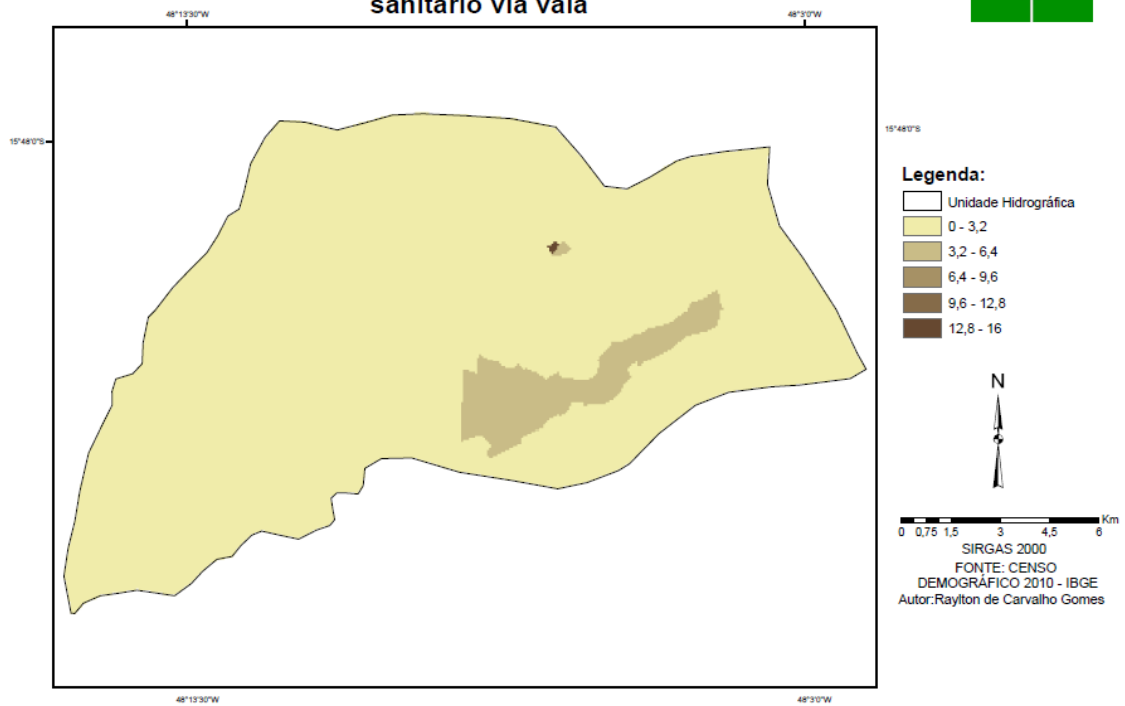 sanitário via vala
48°13'30"W
48°3'0"W
15°48'0"S
15°48'0"S
Legenda:
Unidade Hidrográfica
0 - 3,2
3,2 - 6,4
6,4 - 9,6
9,6 - 12,8
12,8 - 16
N
Km
0 0,75 1,5 3 4,5 6
SIRGAS 2000
FONTE: CENSO
DEMOGRÁFICO 2010 - IBGE
Autor:Raylton de Carvalho Gomes
48°13'30"W
48°3'0"W